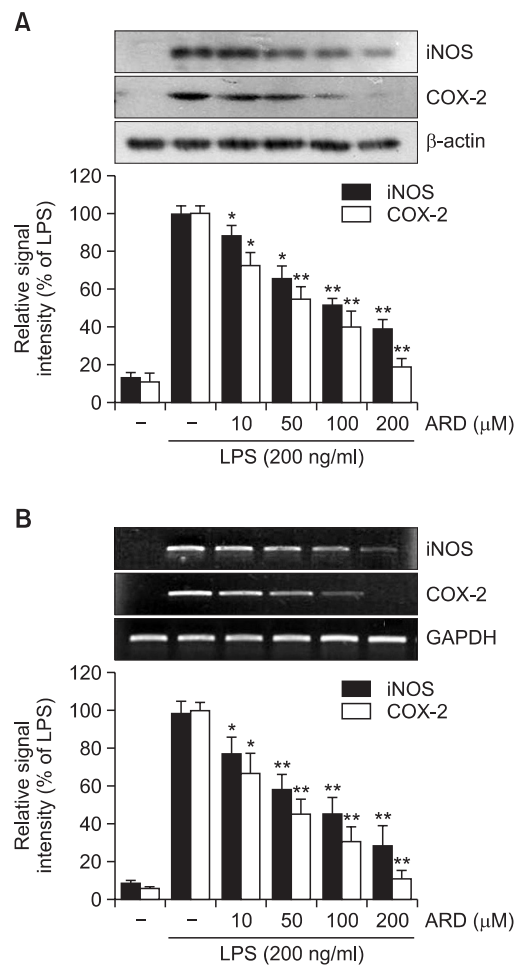 A
iNOS
COX-2
β-actin
120
100
80
60
40
20
0
Relative signal
intensity (% of LPS)
iNOS
COX-2
* * * ** ** ** ** **
– – 10 50 100 200 ARD (μM)
LPS (200 ng/ml)
B
iNOS
COX-2
GAPDH
120
100
80
60
40
20
0
Relative signal
intensity (% of LPS)
iNOS
COX-2
* * ** ** ** ** ** **
– – 10 50 100 200 ARD (μM)
LPS (200 ng/ml)